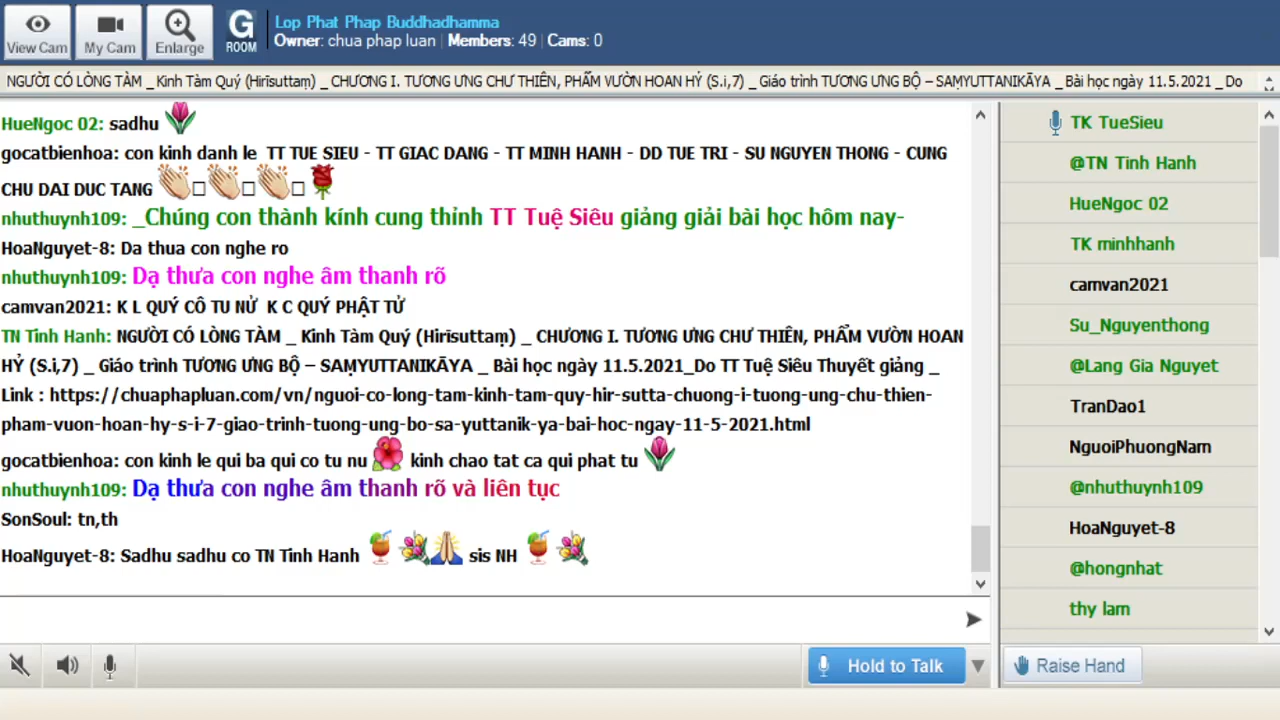 View Cam
My Cam
Enlarge
G
ROOM
Lop Phat Phap Buddhadhamma
Owner: chua phap luan | Members: 49 | Cams: 0
NGƯỜI CÓ LÒNG TÀM _ Kinh Tàm Quý (Hirīsuttaṃ) _ CHƯƠNG I. TƯƠNG ƯNG CHƯ THIÊN, PHẨM VƯỜN HOAN HỶ (S.i,7) _ Giáo trình TƯƠNG ƯNG BỘ – SAṂYUTTANIKĀYA _ Bài học ngày 11.5.2021 _ Do
HueNgoc 02: sadhu
gocatbienhoa: con kinh danh le TT TUE SIEU - TT GIAC DANG - TT MINH HANH - DD TUE TRI - SU NGUYEN THONG - CUNG
CHU DAI DUC TANG
nhuthuynh109: _Chúng con thành kính cung thỉnh TT Tuệ Siêu giảng giải bài học hôm nay-
HoaNguyet-8: Da thua con nghe ro
nhuthuynh109: Dạ thưa con nghe âm thanh rõ
camvan2021: K L QUÝ CÔ TU NỬ K C QUÝ PHẬT TỬ
TN Tinh Hanh: NGƯỜI CÓ LÒNG TÀM _ Kinh Tàm Quý (Hirīsuttaṃ) _ CHƯƠNG I. TƯƠNG ƯNG CHƯ THIÊN, PHẨM VƯỜN HOAN
HỶ (S.i,7) _ Giáo trình TƯƠNG ƯNG BỘ – SAṂYUTTANIKĀYA _ Bài học ngày 11.5.2021_Do TT Tuệ Siêu Thuyết giảng _
Link : https://chuaphapluan.com/vn/nguoi-co-long-tam-kinh-tam-quy-hir-sutta-chuong-i-tuong-ung-chu-thien-
pham-vuon-hoan-hy-s-i-7-giao-trinh-tuong-ung-bo-sa-yuttanik-ya-bai-hoc-ngay-11-5-2021.html
gocatbienhoa: con kinh le qui ba qui co tu nu kinh chao tat ca qui phat tu
nhuthuynh109: Dạ thưa con nghe âm thanh rõ và liên tục
SonSoul: tn,th
HoaNguyet-8: Sadhu sadhu co TN Tinh Hanh sis NH
TK TueSieu
@TN Tinh Hanh
HueNgoc 02
TK minhhanh
camvan2021
Su_Nguyenthong
@Lang Gia Nguyet
TranDao1
NguoiPhuongNam
@nhuthuynh109
HoaNguyet-8
@hongnhat
thy lam
Hold to Talk
Raise Hand